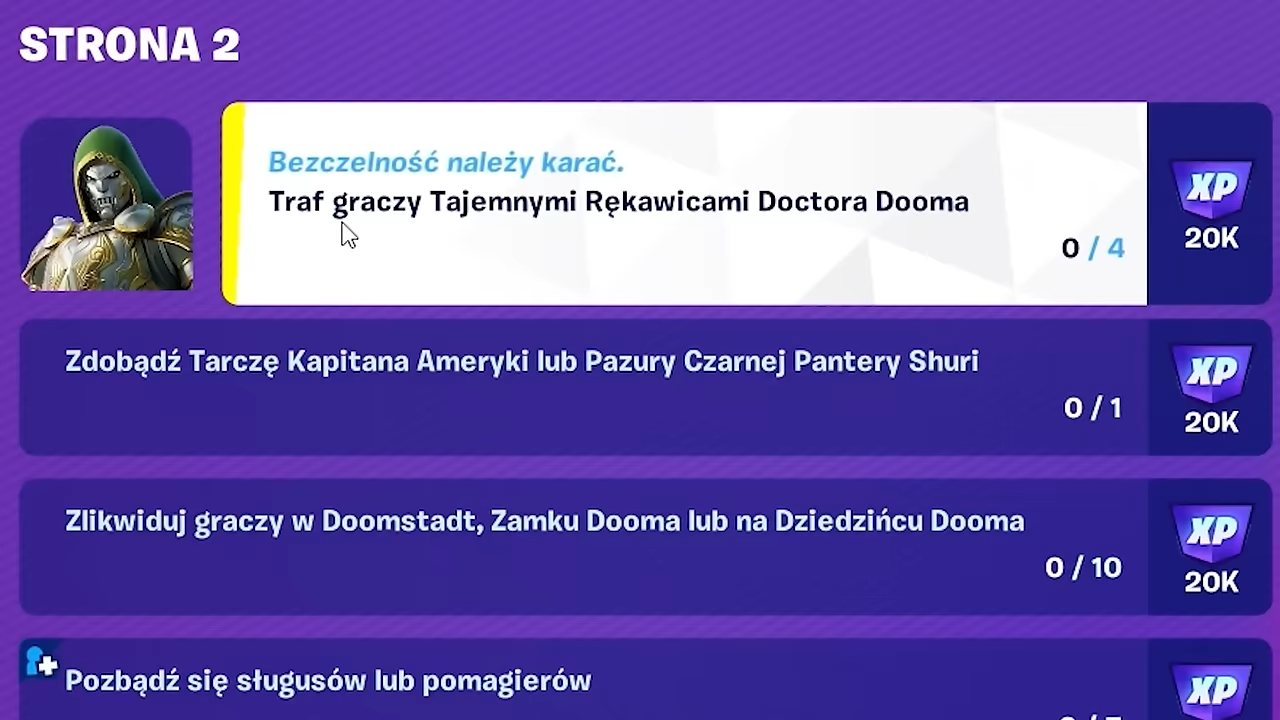 STRONA 2
Bezczelność należy karać.
Traf graczy Tajemnymi Rękawicami Doctora Dooma
0 / 4
XP
20K
Zdobądź Tarczę Kapitana Ameryki lub Pazury Czarnej Pantery Shuri
0 / 1
XP
20K
Zlikwiduj graczy w Doomstadt, Zamku Dooma lub na Dziedzińcu Dooma
0 / 10
XP
20K
Pozbądź się sługusów lub pomagierów
XP